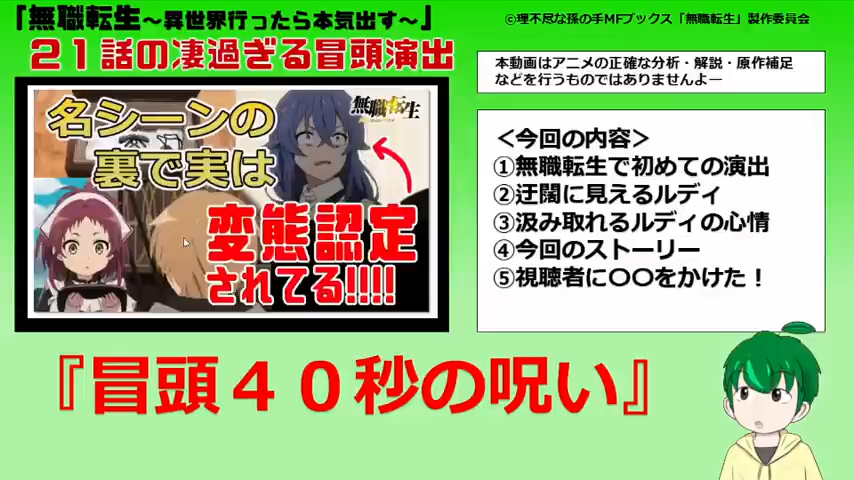 「無職転生～異世界行ったら本気出す～」
©理不尽な孫の手MFブックス「無職転生」製作委員会
２１話の凄過ぎる冒頭演出
本動画はアニメの正確な分析・解説・原作補足
などを行うものではありませんよー
名シーンの
裏で実は
無職転生
変態認定
されてる!!!!
＜今回の内容＞
①無職転生で初めての演出
②迂闊に見えるルディ
③汲み取れるルディの心情
④今回のストーリー
⑤視聴者に〇〇をかけた！
『冒頭４０秒の呪い』